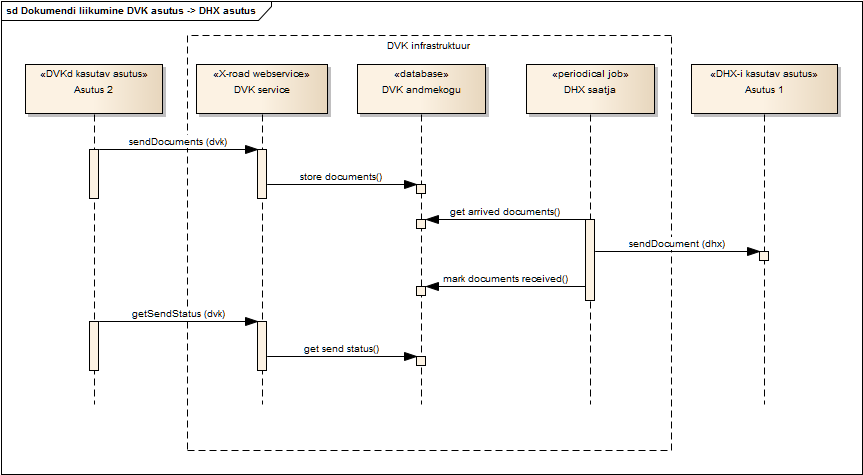 sd Dokumendi liikumine DVK asutus -> DHX asutus
DVK infrastruktuur
«DVKd kasutav asutus»
Asutus 2
«X-road webservice»
DVK service
«database»
DVK andmekogu
«periodical job»
DHX saatja
«DHX-i kasutav asutus»
Asutus 1
sendDocuments (dvk)
store documents()
get arrived documents()
sendDocument (dhx)
mark documents received()
getSendStatus (dvk)
get send status()